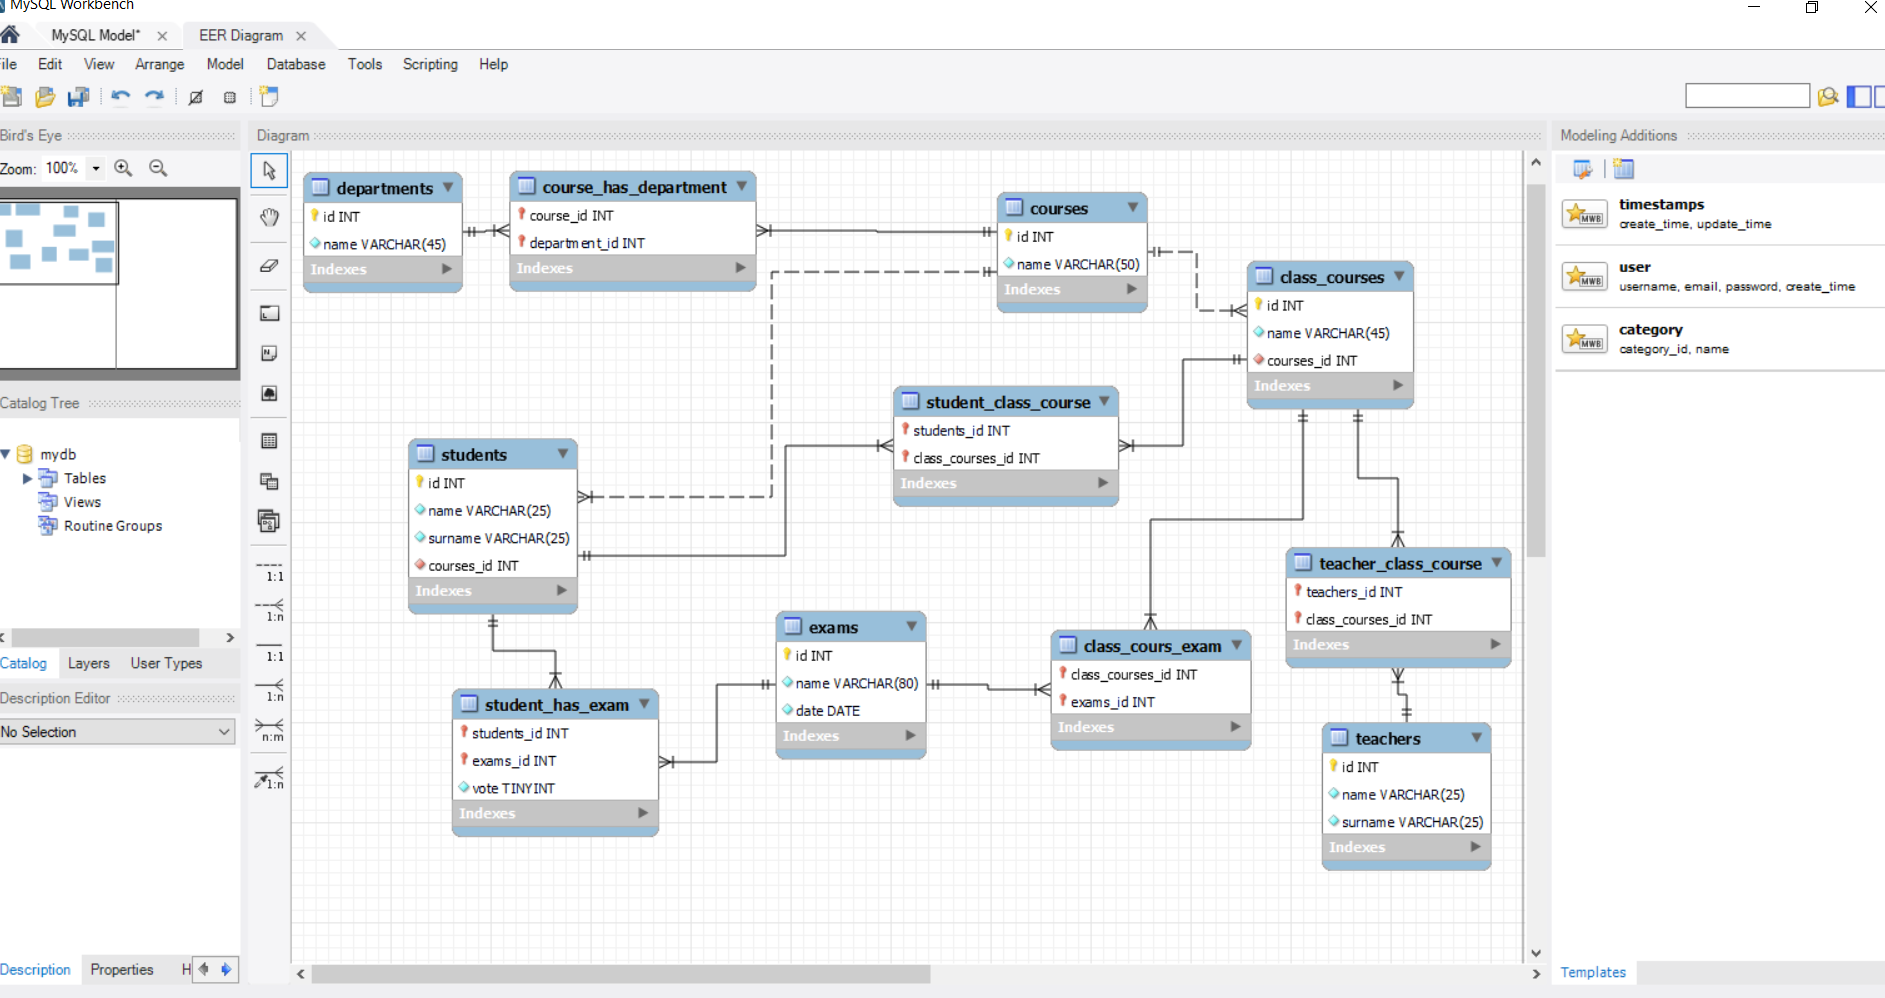 MySQL Workbench
MySQL Model*
EER Diagram
ile Edit View Arrange Model Database Tools Scripting Help
Bird's Eye
Zoom: 100%
Catalog Tree
mydb
Tables
Views
Routine Groups
Catalog Layers User Types
Description Editor
No Selection
Description Properties H
Diagram
1:1
1:n
1:1
1:n
n:m
1:n
departments
id INT
name VARCHAR(45)
Indexes
course_has_department
course_id INT
department_id INT
Indexes
courses
id INT
name VARCHAR(50)
Indexes
class_courses
id INT
name VARCHAR(45)
courses_id INT
Indexes
student_class_course
students_id INT
class_courses_id INT
Indexes
students
id INT
name VARCHAR(25)
surname VARCHAR(25)
courses_id INT
Indexes
teacher_class_course
teachers_id INT
class_courses_id INT
Indexes
exams
id INT
name VARCHAR(80)
date DATE
Indexes
class_cours_exam
class_courses_id INT
exams_id INT
Indexes
student_has_exam
students_id INT
exams_id INT
vote TINYINT
Indexes
teachers
id INT
name VARCHAR(25)
surname VARCHAR(25)
Indexes
Modeling Additions
MWB
timestamps
create_time, update_time
MWB
user
username, email, password, create_time
MWB
category
category_id, name
Templates